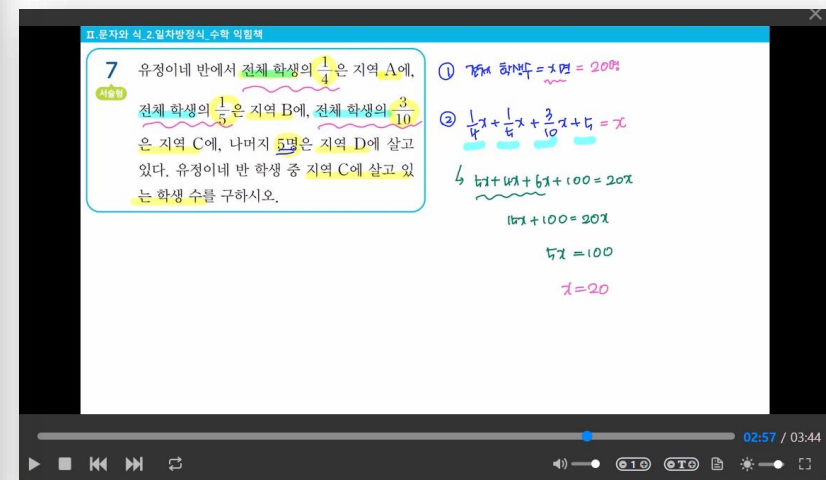 II.문자와 식_2.일차방정식_수학 익힘책
7 유정이네 반에서 전체 학생의 1/4은 지역 A에,
서술형
전체 학생의 1/5은 지역 B에, 전체 학생의 3/10
은 지역 C에, 나머지 5명은 지역 D에 살고
있다. 유정이네 반 학생 중 지역 C에 살고 있
는 학생 수를 구하시오.
① 전체 학생수 = x명 = 20명
② 1/4x + 1/5x + 3/10x + 5 = x
5x + 4x + 6x + 100 = 20x
15x + 100 = 20x
5x = 100
x = 20
02:57 / 03:44
1
T